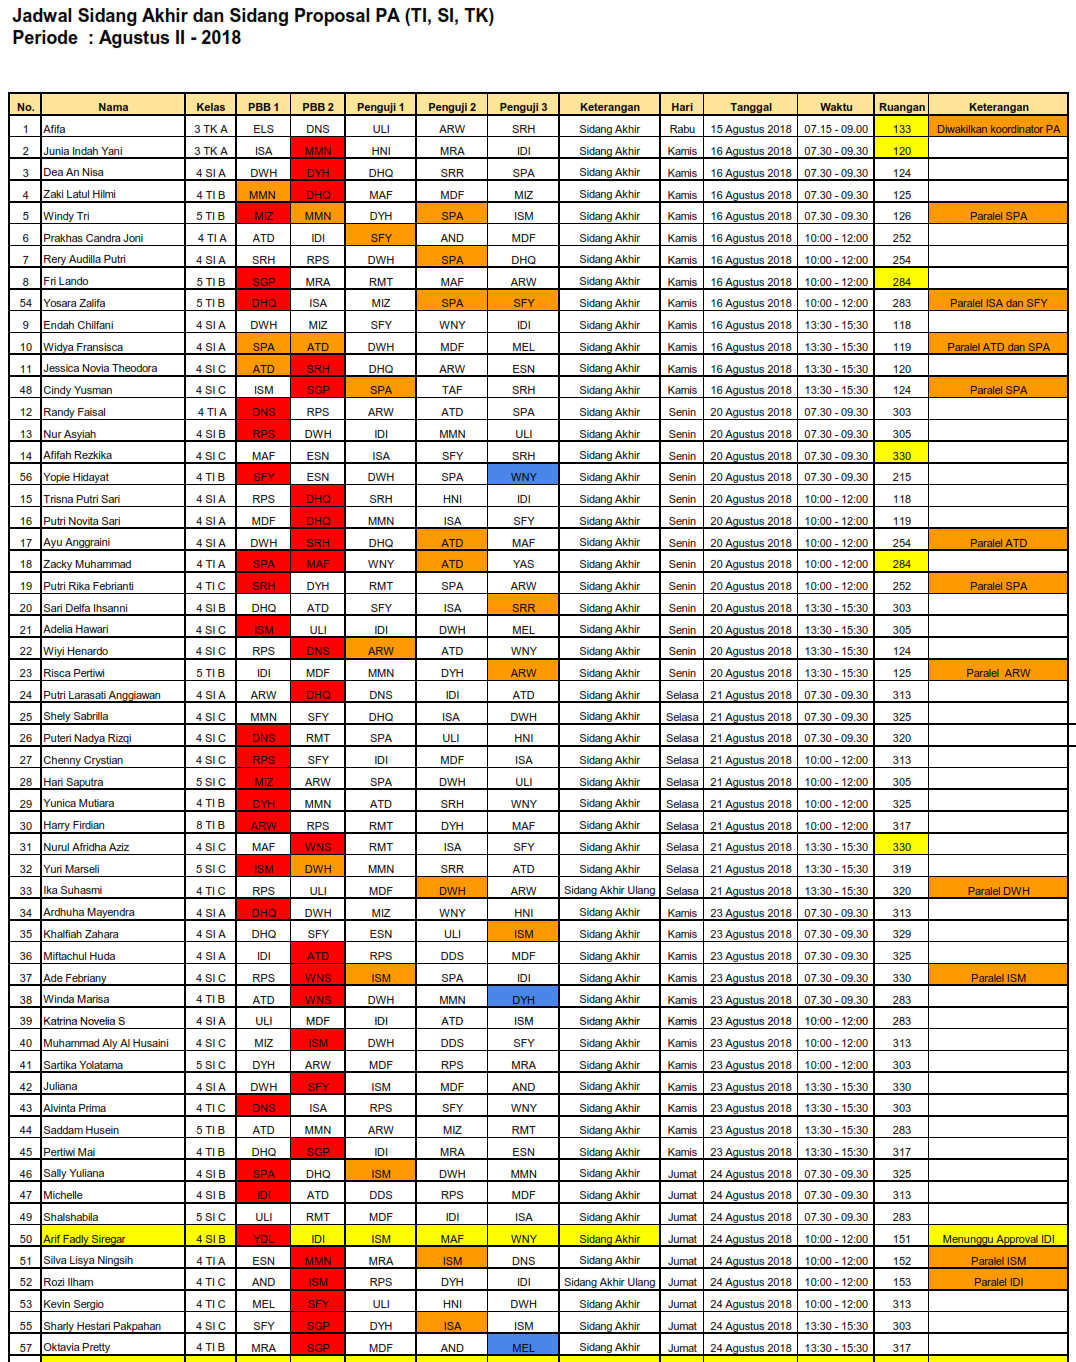 Jadwal Sidang Akhir dan Sidang Proposal PA (TI, SI, TK)
Periode : Agustus II - 2018
No. Nama Kelas PBB 1 PBB 2 Penguji 1 Penguji 2 Penguji 3 Keterangan Hari Tanggal Waktu Ruangan Keterangan
1 Afifa 3 TK A ELS DNS ULI ARW SRH Sidang Akhir Rabu 15 Agustus 2018 07.15 - 09.00 133 Diwakilkan koordinator PA
2 Junia Indah Yani 3 TK A ISA MMN HNI MRA IDI Sidang Akhir Kamis 16 Agustus 2018 07.30 - 09.30 120
3 Dea An Nisa 4 SI A DWH DYH DHQ SRR SPA Sidang Akhir Kamis 16 Agustus 2018 07.30 - 09.30 124
4 Zaki Latul Hilmi 4 TI B MMN DHQ MAF MDF MIZ Sidang Akhir Kamis 16 Agustus 2018 07.30 - 09.30 125
5 Windy Tri 5 TI B MIZ MMN DYH SPA ISM Sidang Akhir Kamis 16 Agustus 2018 07.30 - 09.30 126 Paralel SPA
6 Prakhas Candra Joni 4 TI A ATD IDI SFY AND MDF Sidang Akhir Kamis 16 Agustus 2018 10:00 - 12:00 252
7 Rery Audilla Putri 4 SI A SRH RPS DWH SPA DHQ Sidang Akhir Kamis 16 Agustus 2018 10:00 - 12:00 254
8 Fri Lando 5 TI B SGP MRA RMT MAF ARW Sidang Akhir Kamis 16 Agustus 2018 10:00 - 12:00 284
54 Yosara Zalifa 5 TI B DHQ ISA MIZ SPA SFY Sidang Akhir Kamis 16 Agustus 2018 10:00 - 12:00 283 Paralel ISA dan SFY
9 Endah Chilfani 4 SI A DWH MIZ SFY WNY IDI Sidang Akhir Kamis 16 Agustus 2018 13:30 - 15:30 118
10 Widya Fransisca 4 SI A SPA ATD DWH MDF MEL Sidang Akhir Kamis 16 Agustus 2018 13:30 - 15:30 119 Paralel ATD dan SPA
11 Jessica Novia Theodora 4 SI C ATD SRH DHQ ARW ESN Sidang Akhir Kamis 16 Agustus 2018 13:30 - 15:30 120
48 Cindy Yusman 4 SI C ISM SGP SPA TAF SRH Sidang Akhir Kamis 16 Agustus 2018 13:30 - 15:30 124 Paralel SPA
12 Randy Faisal 4 TI A DNS RPS ARW ATD SPA Sidang Akhir Senin 20 Agustus 2018 07.30 - 09.30 303
13 Nur Asyiah 4 SI B RPS DWH IDI MMN ULI Sidang Akhir Senin 20 Agustus 2018 07.30 - 09.30 305
14 Afifah Rezkika 4 SI C MAF ESN ISA SFY SRH Sidang Akhir Senin 20 Agustus 2018 07.30 - 09.30 330
56 Yopie Hidayat 4 TI B SFY ESN DWH SPA WNY Sidang Akhir Senin 20 Agustus 2018 07.30 - 09.30 215
15 Trisna Putri Sari 4 SI A RPS DHQ SRH HNI IDI Sidang Akhir Senin 20 Agustus 2018 10:00 - 12:00 118
16 Putri Novita Sari 4 SI A MDF DHQ MMN ISA SFY Sidang Akhir Senin 20 Agustus 2018 10:00 - 12:00 119
17 Ayu Anggraini 4 SI A DWH SRH DHQ ATD MAF Sidang Akhir Senin 20 Agustus 2018 10:00 - 12:00 254 Paralel ATD
18 Zacky Muhammad 4 TI A SPA MAF WNY ATD YAS Sidang Akhir Senin 20 Agustus 2018 10:00 - 12:00 284
19 Putri Rika Febrianti 4 TI C SRH DYH RMT SPA ARW Sidang Akhir Senin 20 Agustus 2018 10:00 - 12:00 252 Paralel SPA
20 Sari Delfa Ihsanni 4 SI B DHQ ATD SFY ISA SRR Sidang Akhir Senin 20 Agustus 2018 13:30 - 15:30 303
21 Adelia Hawari 4 SI C ISM ULI IDI DWH MEL Sidang Akhir Senin 20 Agustus 2018 13:30 - 15:30 305
22 Wiyi Henardo 4 SI C RPS DNS ARW ATD WNY Sidang Akhir Senin 20 Agustus 2018 13:30 - 15:30 124
23 Risca Pertiwi 5 TI B IDI MDF MMN DYH ARW Sidang Akhir Senin 20 Agustus 2018 13:30 - 15:30 125 Paralel ARW
24 Putri Larasati Anggiawan 4 SI A ARW DHQ DNS IDI ATD Sidang Akhir Selasa 21 Agustus 2018 07.30 - 09.30 313
25 Shely Sabrilla 4 SI C MMN SFY DHQ ISA DWH Sidang Akhir Selasa 21 Agustus 2018 07.30 - 09.30 325
26 Puteri Nadya Rizqi 4 SI C DNS RMT SPA ULI HNI Sidang Akhir Selasa 21 Agustus 2018 07.30 - 09.30 320
27 Chenny Crystian 4 SI C RPS SFY IDI MDF ISA Sidang Akhir Selasa 21 Agustus 2018 10:00 - 12:00 313
28 Hari Saputra 5 SI C MIZ ARW SPA DWH ULI Sidang Akhir Selasa 21 Agustus 2018 10:00 - 12:00 305
29 Yunica Mutiara 4 TI B DYH MMN ATD SRH WNY Sidang Akhir Selasa 21 Agustus 2018 10:00 - 12:00 325
30 Harry Firdian 8 TI B ARW RPS RMT DYH MAF Sidang Akhir Selasa 21 Agustus 2018 10:00 - 12:00 317
31 Nurul Afridha Aziz 4 SI C MAF WNS RMT ISA SFY Sidang Akhir Selasa 21 Agustus 2018 13:30 - 15:30 330
32 Yuri Marseli 5 SI C ISM DWH MMN SRR ATD Sidang Akhir Selasa 21 Agustus 2018 13:30 - 15:30 319
33 Ika Suhasmi 4 TI C RPS ULI MDF DWH ARW Sidang Akhir Ulang Selasa 21 Agustus 2018 13:30 - 15:30 320 Paralel DWH
34 Ardhuha Mayendra 4 SI A DHQ DWH MIZ WNY HNI Sidang Akhir Kamis 23 Agustus 2018 07.30 - 09.30 313
35 Khalfiah Zahara 4 SI A DHQ SFY ESN ULI ISM Sidang Akhir Kamis 23 Agustus 2018 07.30 - 09.30 329
36 Miftachul Huda 4 SI A IDI ATD RPS DDS MDF Sidang Akhir Kamis 23 Agustus 2018 07.30 - 09.30 325
37 Ade Febriany 4 SI C RPS WNS ISM SPA IDI Sidang Akhir Kamis 23 Agustus 2018 07.30 - 09.30 330 Paralel ISM
38 Winda Marisa 4 TI B ATD WNS DWH MMN DYH Sidang Akhir Kamis 23 Agustus 2018 07.30 - 09.30 283
39 Katrina Novelia S 4 SI A ULI MDF IDI ATD ISM Sidang Akhir Kamis 23 Agustus 2018 10:00 - 12:00 283
40 Muhammad Aly Al Husaini 4 SI C MIZ ISM DWH DDS SFY Sidang Akhir Kamis 23 Agustus 2018 10:00 - 12:00 313
41 Sartika Yolatama 5 SI C DYH ARW MDF RPS MRA Sidang Akhir Kamis 23 Agustus 2018 10:00 - 12:00 303
42 Juliana 4 SI A DWH SFY ISM MDF AND Sidang Akhir Kamis 23 Agustus 2018 13:30 - 15:30 330
43 Alvinta Prima 4 TI C DNS ISA RPS SFY WNY Sidang Akhir Kamis 23 Agustus 2018 13:30 - 15:30 303
44 Saddam Husein 5 TI B ATD MMN ARW MIZ RMT Sidang Akhir Kamis 23 Agustus 2018 13:30 - 15:30 283
45 Pertiwi Mai 4 TI B DHQ SGP IDI MRA ESN Sidang Akhir Kamis 23 Agustus 2018 13:30 - 15:30 317
46 Sally Yuliana 4 SI B SPA DHQ ISM DWH MMN Sidang Akhir Jumat 24 Agustus 2018 07.30 - 09.30 325
47 Michelle 4 SI B IDI ATD DDS RPS MDF Sidang Akhir Jumat 24 Agustus 2018 07.30 - 09.30 313
49 Shalshabila 5 SI C ULI RMT MDF IDI ISA Sidang Akhir Jumat 24 Agustus 2018 07.30 - 09.30 283
50 Arif Fadly Siregar 4 SI B YDL IDI ISM MAF WNY Sidang Akhir Jumat 24 Agustus 2018 10:00 - 12:00 151 Menunggu Approval IDI
51 Silva Lisya Ningsih 4 TI A ESN MMN MRA ISM DNS Sidang Akhir Jumat 24 Agustus 2018 10:00 - 12:00 152 Paralel ISM
52 Rozi Ilham 4 TI C AND ISM RPS DYH IDI Sidang Akhir Ulang Jumat 24 Agustus 2018 10:00 - 12:00 153 Paralel IDI
53 Kevin Sergio 4 TI C MEL SFY ULI HNI DWH Sidang Akhir Jumat 24 Agustus 2018 10:00 - 12:00 313
55 Sharly Hestari Pakpahan 4 SI C SFY SGP DYH ISA ISM Sidang Akhir Jumat 24 Agustus 2018 13:30 - 15:30 303
57 Oktavia Pretty 4 TI B MRA SGP MDF AND MEL Sidang Akhir Jumat 24 Agustus 2018 13:30 - 15:30 317